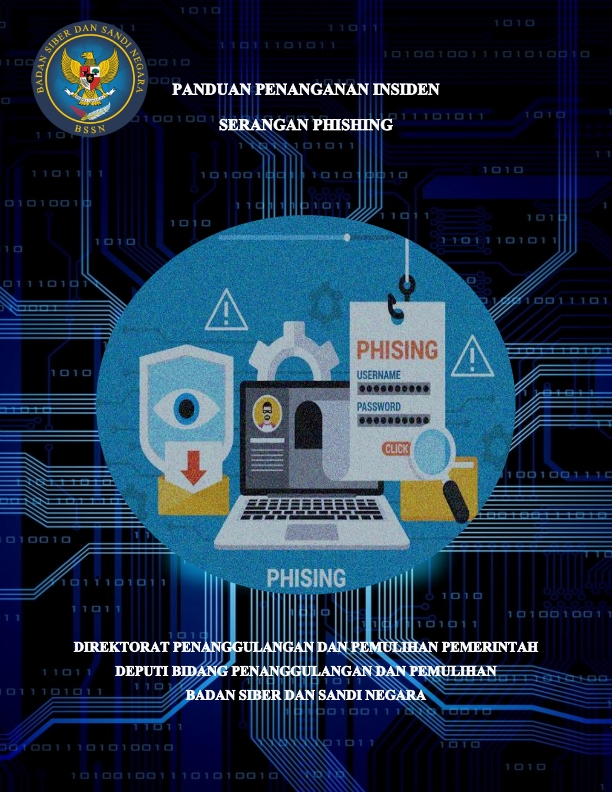 BADAN SIBER DAN SANDI NEGARA
BSSN
PANDUAN PENANGANAN INSIDEN
SERANGAN PHISHING
PHISING
USERNAME
PASSWORD
CLICK
PHISING
DIREKTORAT PENANGGULANGAN DAN PEMULIHAN PEMERINTAH
DEPUTI BIDANG PENANGGULANGAN DAN PEMULIHAN
BADAN SIBER DAN SANDI NEGARA